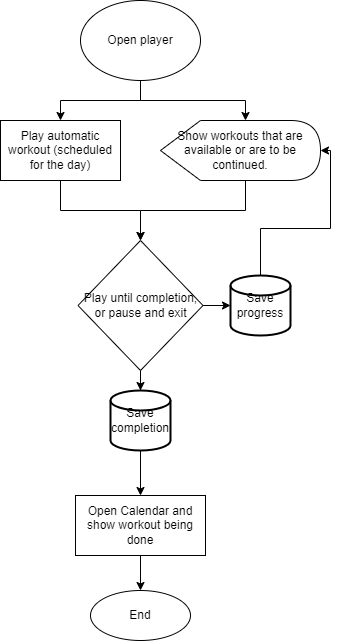 Open player
Play automatic
workout (scheduled
for the day)
Show workouts that are
available or are to be
continued.
Play until completion,
or pause and exit
Save
progress
Save
completion
Open Calendar and
show workout being
done
End